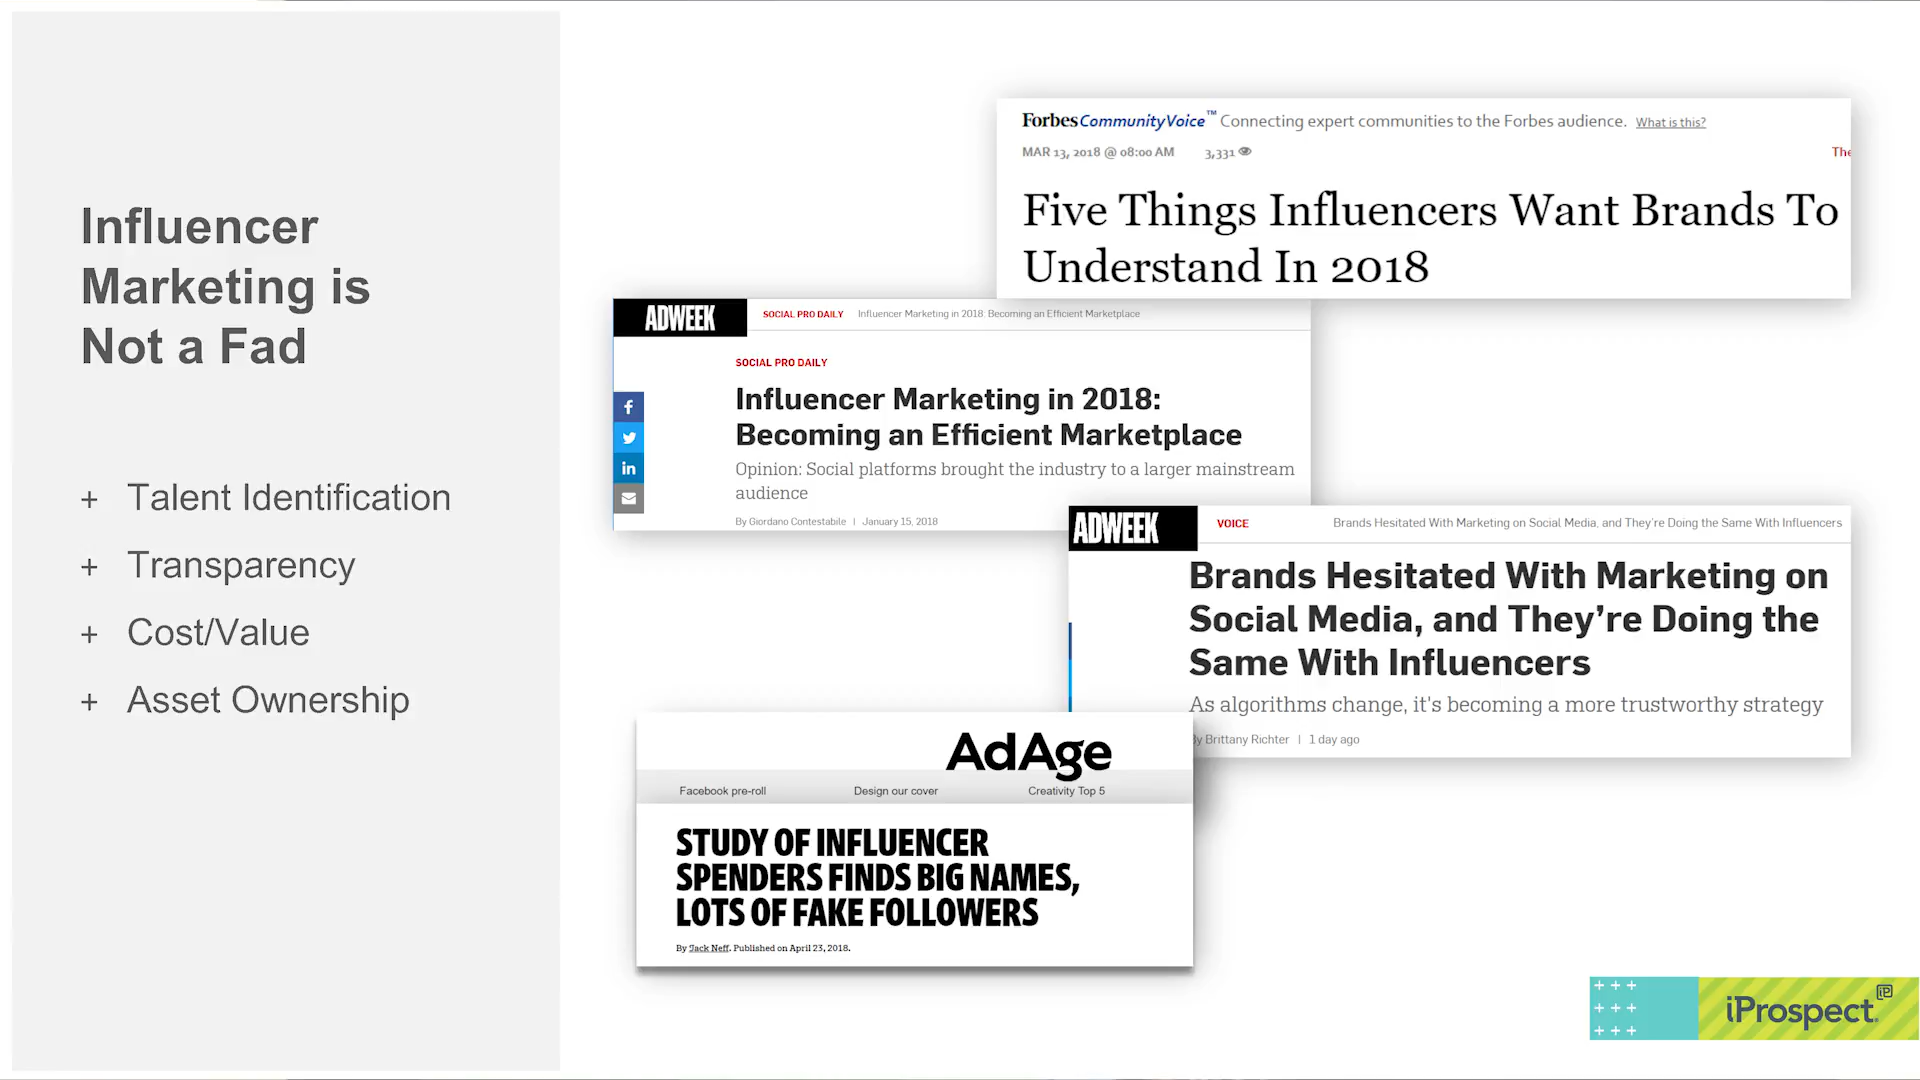 Influencer
Marketing is
Not a Fad
+ Talent Identification
+ Transparency
+ Cost/Value
+ Asset Ownership
ForbesCommunityVoice™ Connecting expert communities to the Forbes audience. What is this?
MAR 13, 2018 @ 08:00 AM 3,331
The
Five Things Influencers Want Brands To
Understand In 2018
ADWEEK SOCIAL PRO DAILY Influencer Marketing in 2018: Becoming an Efficient Marketplace
SOCIAL PRO DAILY
Influencer Marketing in 2018:
Becoming an Efficient Marketplace
Opinion: Social platforms brought the industry to a larger mainstream
audience
By Giordano Contestabile | January 15, 2018
ADWEEK VOICE Brands Hesitated With Marketing on Social Media, and They're Doing the Same With Influencers
Brands Hesitated With Marketing on
Social Media, and They're Doing the
Same With Influencers
As algorithms change, it's becoming a more trustworthy strategy
By Brittany Richter | 1 day ago
AdAge
Facebook pre-roll Design our cover Creativity Top 5
STUDY OF INFLUENCER
SPENDERS FINDS BIG NAMES,
LOTS OF FAKE FOLLOWERS
By Jack Neff. Published on April 23, 2018.
iProspect. iP